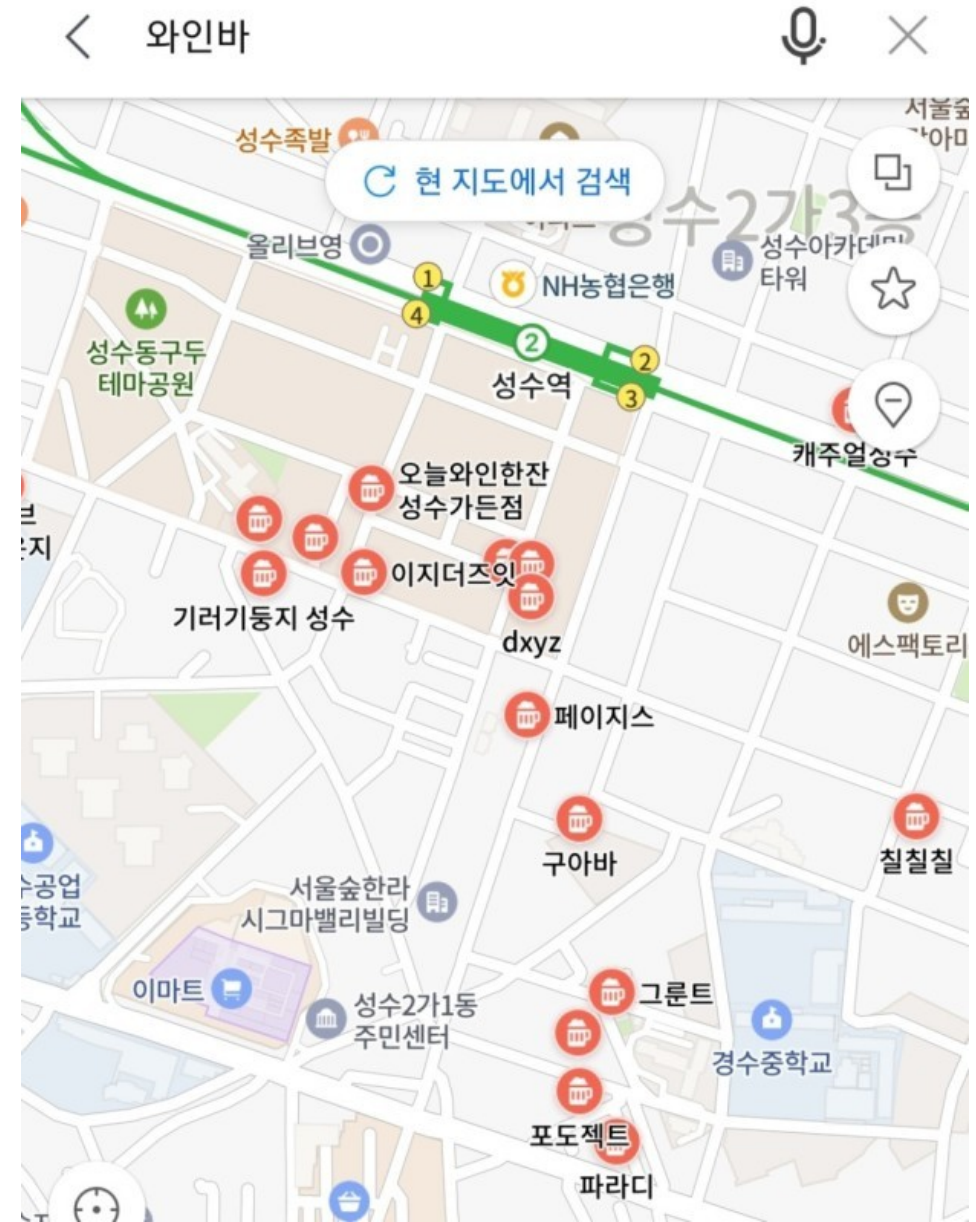 와인바
성수족발
현 지도에서 검색
올리브영
1
NH농협은행
성수아카데미
타워
4
2
성수역
2
3
성수동구두
테마공원
캐주얼성수
오늘와인한잔
성수가든점
이지더즈잇
기러기둥지 성수
dxyz
에스팩토리
페이지스
구아바
칠칠칠
서울숲한라
시그마밸리빌딩
이마트
성수2가1동
주민센터
그룬트
경수중학교
포도젝트
파라디